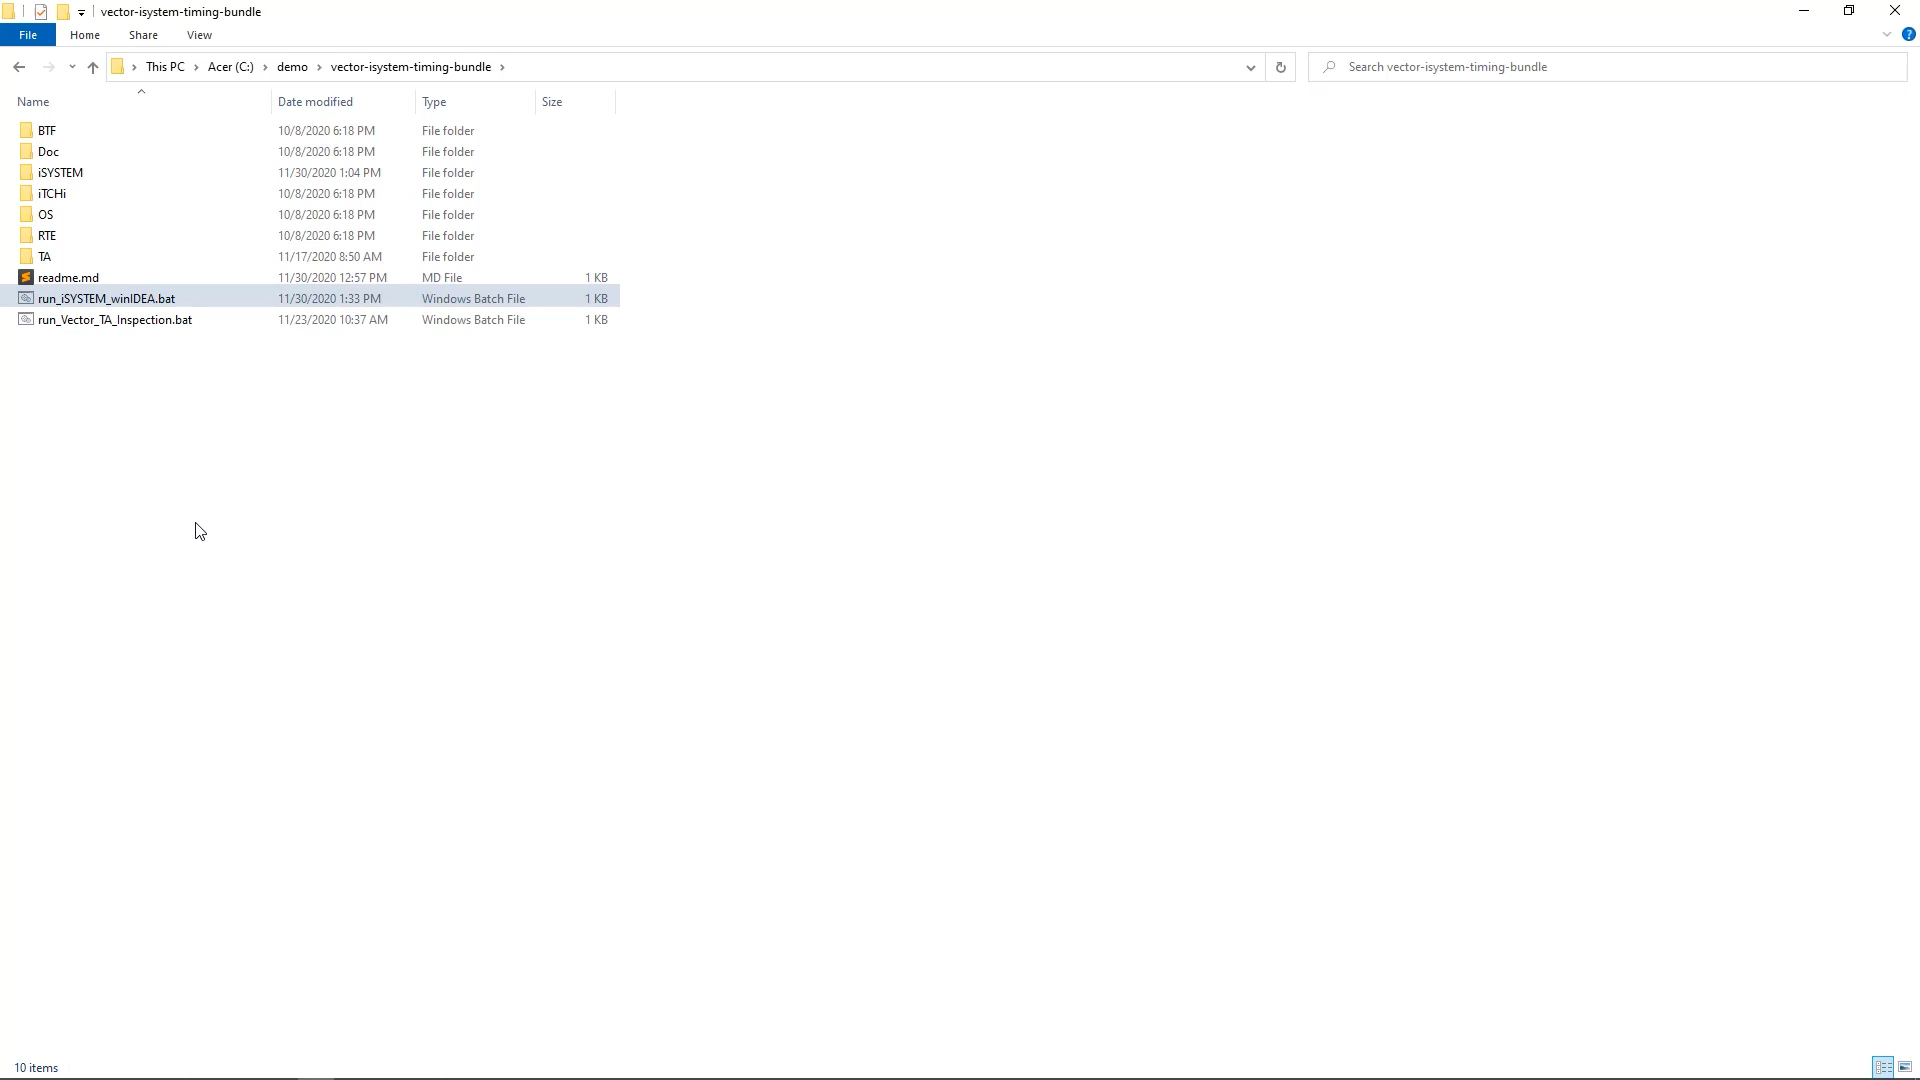 vector-isystem-timing-bundle
File Home Share View
This PC Acer (C:) demo vector-isystem-timing-bundle Search vector-isystem-timing-bundle
Name Date modified Type Size
BTF 10/8/2020 6:18 PM File folder
Doc 10/8/2020 6:18 PM File folder
iSYSTEM 11/30/2020 1:04 PM File folder
iTCHi 10/8/2020 6:18 PM File folder
OS 10/8/2020 6:18 PM File folder
RTE 10/8/2020 6:18 PM File folder
TA 11/17/2020 8:50 AM File folder
readme.md 11/30/2020 12:57 PM MD File 1 KB
run_iSYSTEM_winIDEA.bat 11/30/2020 1:33 PM Windows Batch File 1 KB
run_Vector_TA_Inspection.bat 11/23/2020 10:37 AM Windows Batch File 1 KB
10 items